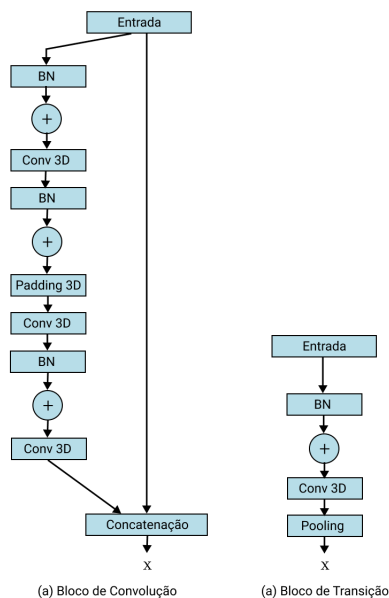 Entrada
BN
+
Conv 3D
BN
+
Padding 3D
Conv 3D
BN
+
Conv 3D
Concatenação
X
(a) Bloco de Convolução
Entrada
BN
+
Conv 3D
Pooling
X
(a) Bloco de Transição